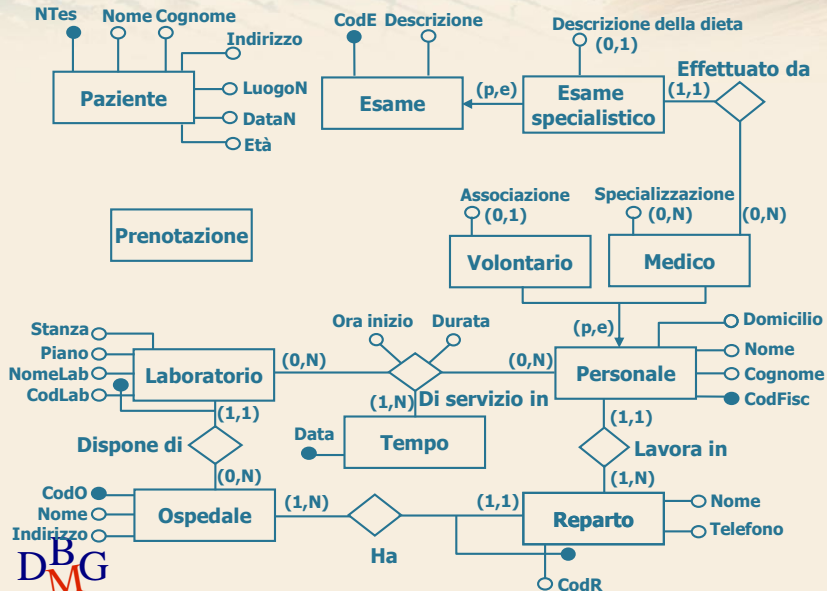 NTes
Nome Cognome
Indirizzo
Paziente
LuogoN
DataN
Età
CodE Descrizione
Esame
(p,e)
Descrizione della dieta
(0,1)
Esame
specialistico
(1,1)
Effettuato da
(0,N)
Prenotazione
Associazione
(0,1)
Volontario
Specializzazione
(0,N)
Medico
(p,e)
Stanza
Piano
NomeLab
CodLab
Laboratorio
(0,N)
Ora inizio
Durata
(0,N)
Di servizio in
(1,N)
Data
Tempo
Personale
Domicilio
Nome
Cognome
CodFisc
(1,1)
Dispone di
(0,N)
(1,1)
Lavora in
(1,N)
CodO
Nome
Indirizzo
Ospedale
(1,N)
Ha
(1,1)
Reparto
Nome
Telefono
CodR
DBMG